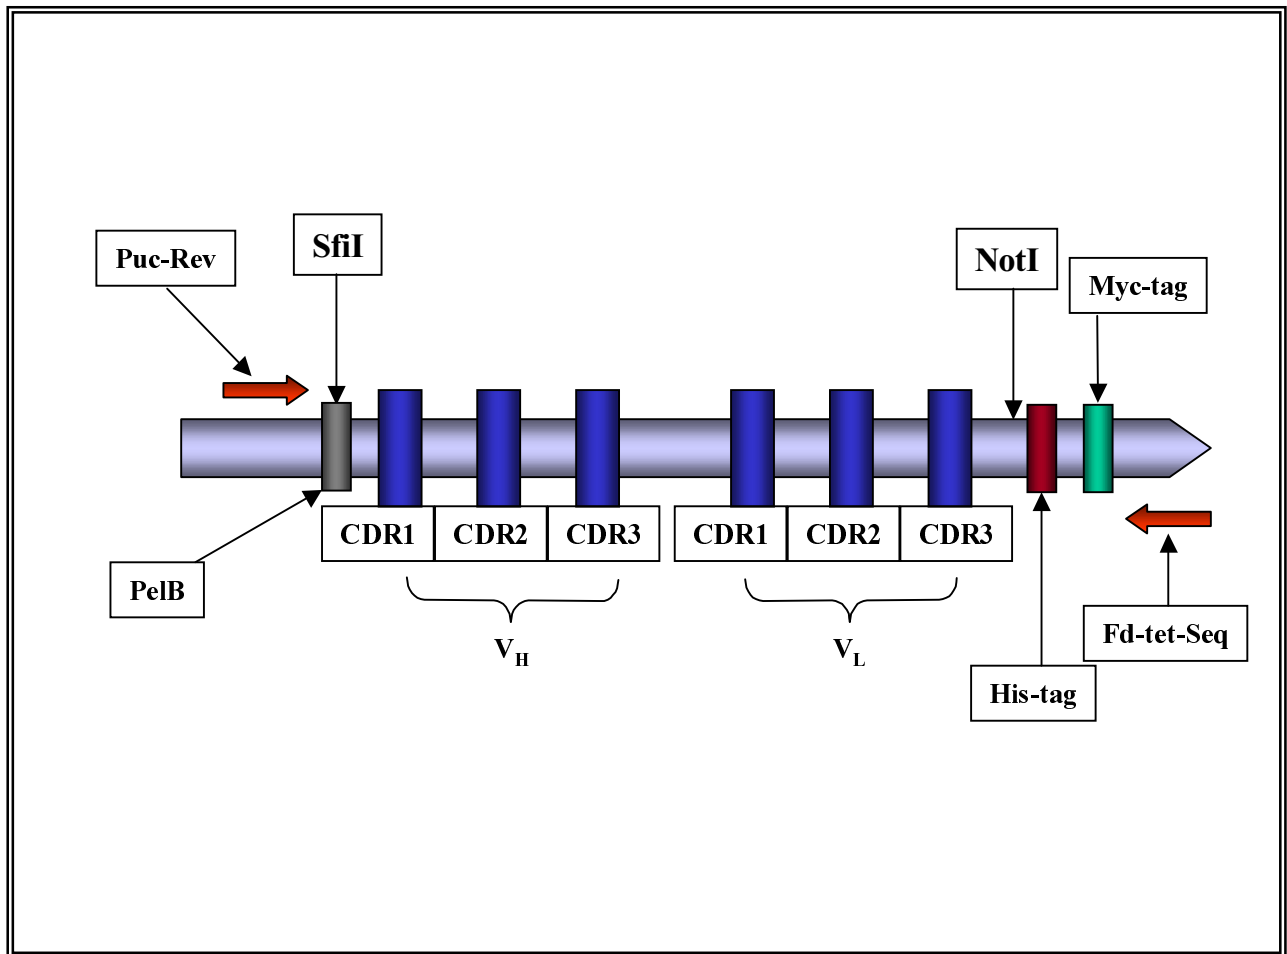 SfiI
Puc-Rev
NotI
Myc-tag
CDR1 CDR2 CDR3 CDR1 CDR2 CDR3
PelB
VH
VL
Fd-tet-Seq
His-tag